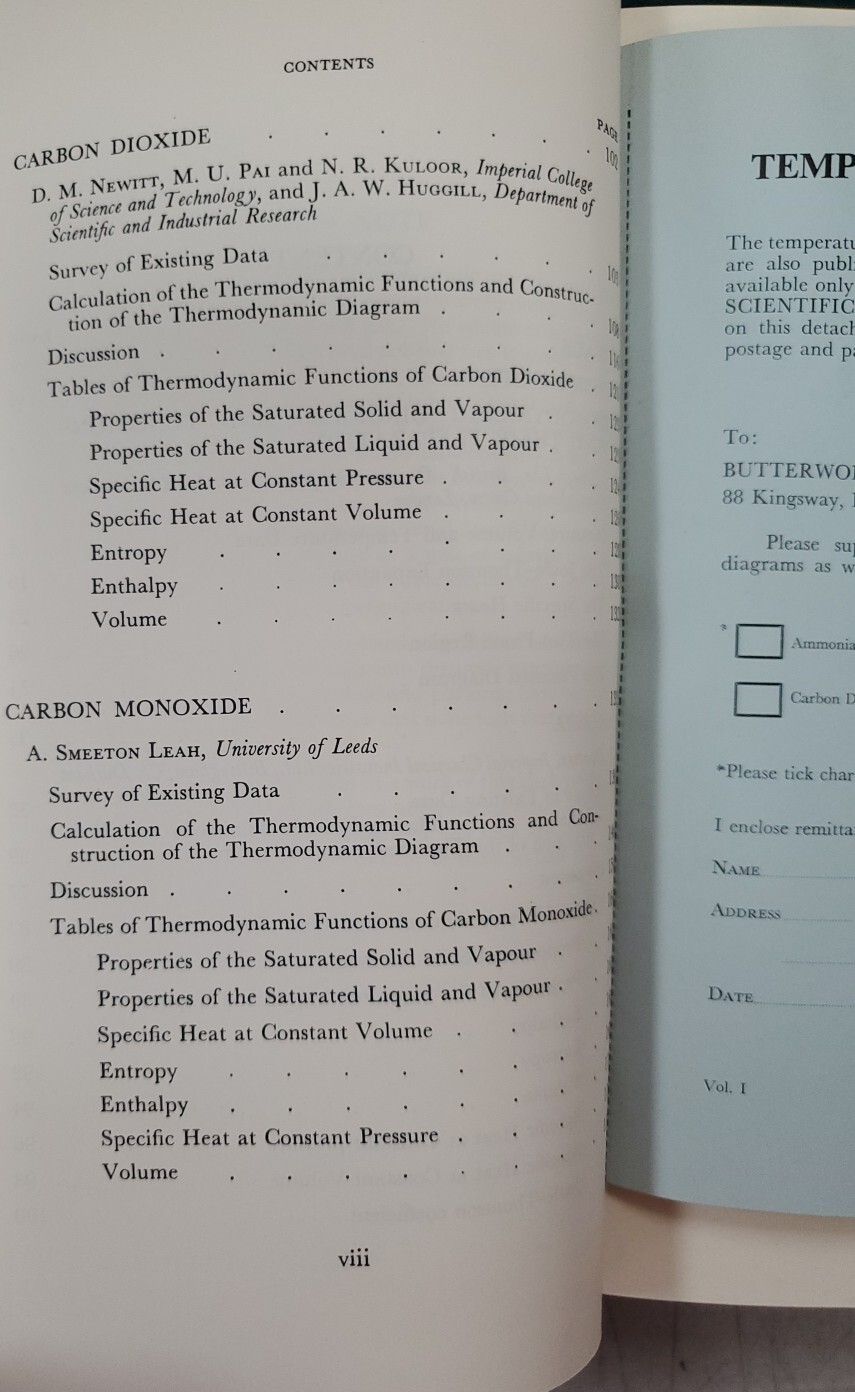 CONTENTS
PAGE
CARBON DIOXIDE . . . . . . .
D. M. NEWITT, M. U. PAI and N. R. KULOOR, Imperial College
of Science and Technology, and J. A. W. HUGGILL, Department of
Scientific and Industrial Research
Survey of Existing Data . . . . . .
Calculation of the Thermodynamic Functions and Construc-
tion of the Thermodynamic Diagram . . . .
Discussion . . . . . . . . .
Tables of Thermodynamic Functions of Carbon Dioxide .
Properties of the Saturated Solid and Vapour . .
Properties of the Saturated Liquid and Vapour . .
Specific Heat at Constant Pressure . . . .
Specific Heat at Constant Volume . . . .
Entropy . . . . . . . .
Enthalpy . . . . . . . .
Volume . . . . . . . .
CARBON MONOXIDE . . . . . . .
A. SMEETON LEAH, University of Leeds
Survey of Existing Data . . . . .
Calculation of the Thermodynamic Functions and Con-
struction of the Thermodynamic Diagram . . .
Discussion . . . . . . . .
Tables of Thermodynamic Functions of Carbon Monoxide .
Properties of the Saturated Solid and Vapour . .
Properties of the Saturated Liquid and Vapour . .
Specific Heat at Constant Volume . . . .
Entropy . . . . . . . .
Enthalpy . . . . . . . .
Specific Heat at Constant Pressure . . . .
Volume . . . . . . .
viii
TEMP
The temperatu
are also publi
available only
SCIENTIFIC
on this detach
postage and pa
To:
BUTTERWOR
88 Kingsway,
Please sup
diagrams as w
*
Ammonia
Carbon D
*Please tick char
I enclose remitta
NAME
ADDRESS
DATE
Vol. I